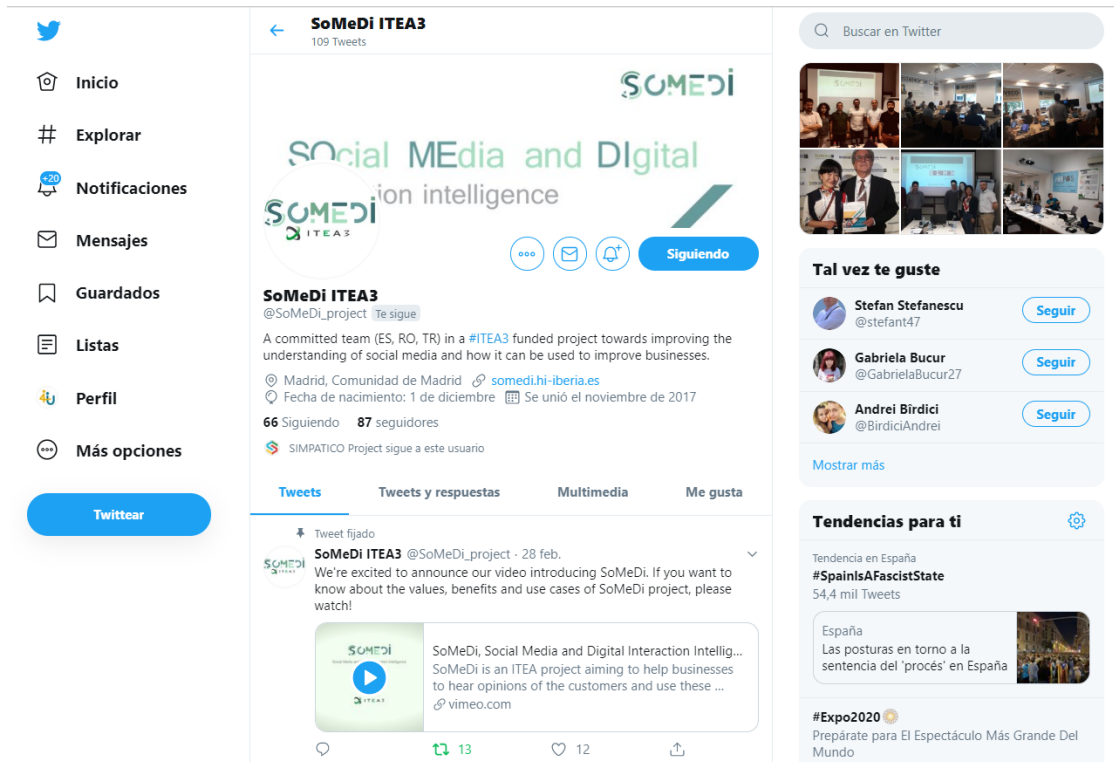 Inicio
Explorar
+20
Notificaciones
Mensajes
Guardados
Listas
4U
Perfil
Más opciones
Twittear
SoMeDi ITEA3
109 Tweets
SOMEDI
SOcial MEdia and DIgital
ion intelligence
SOMEDI
ITEA3
Siguiendo
SoMeDi ITEA3
@SoMeDi_project Te sigue
A committed team (ES, RO, TR) in a #ITEA3 funded project towards improving the
understanding of social media and how it can be used to improve businesses.
Madrid, Comunidad de Madrid somedi.hi-iberia.es
Fecha de nacimiento: 1 de diciembre Se unió el noviembre de 2017
66 Siguiendo 87 seguidores
SIMPATICO Project sigue a este usuario
Tweets Tweets y respuestas Multimedia Me gusta
Tweet fijado
SOMEDI
ITEA3
SoMeDi ITEA3 @SoMeDi_project · 28 feb.
We're excited to announce our video introducing SoMeDi. If you want to
know about the values, benefits and use cases of SoMeDi project, please
watch!
SOMEDI
ITEA3
SoMeDi, Social Media and Digital Interaction Intellig...
SoMeDi is an ITEA project aiming to help businesses
to hear opinions of the customers and use these ...
vimeo.com
13 12
Buscar en Twitter
Tal vez te guste
Stefan Stefanescu
@stefant47
Seguir
Gabriela Bucur
@GabrielaBucur27
Seguir
Andrei Bîrdici
@BirdiciAndrei
Seguir
Mostrar más
Tendencias para ti
Tendencia en España
#SpainIsAFascistState
54,4 mil Tweets
España
Las posturas en torno a la
sentencia del 'procés' en España
#Expo2020
Prepárate para El Espectáculo Más Grande Del
Mundo